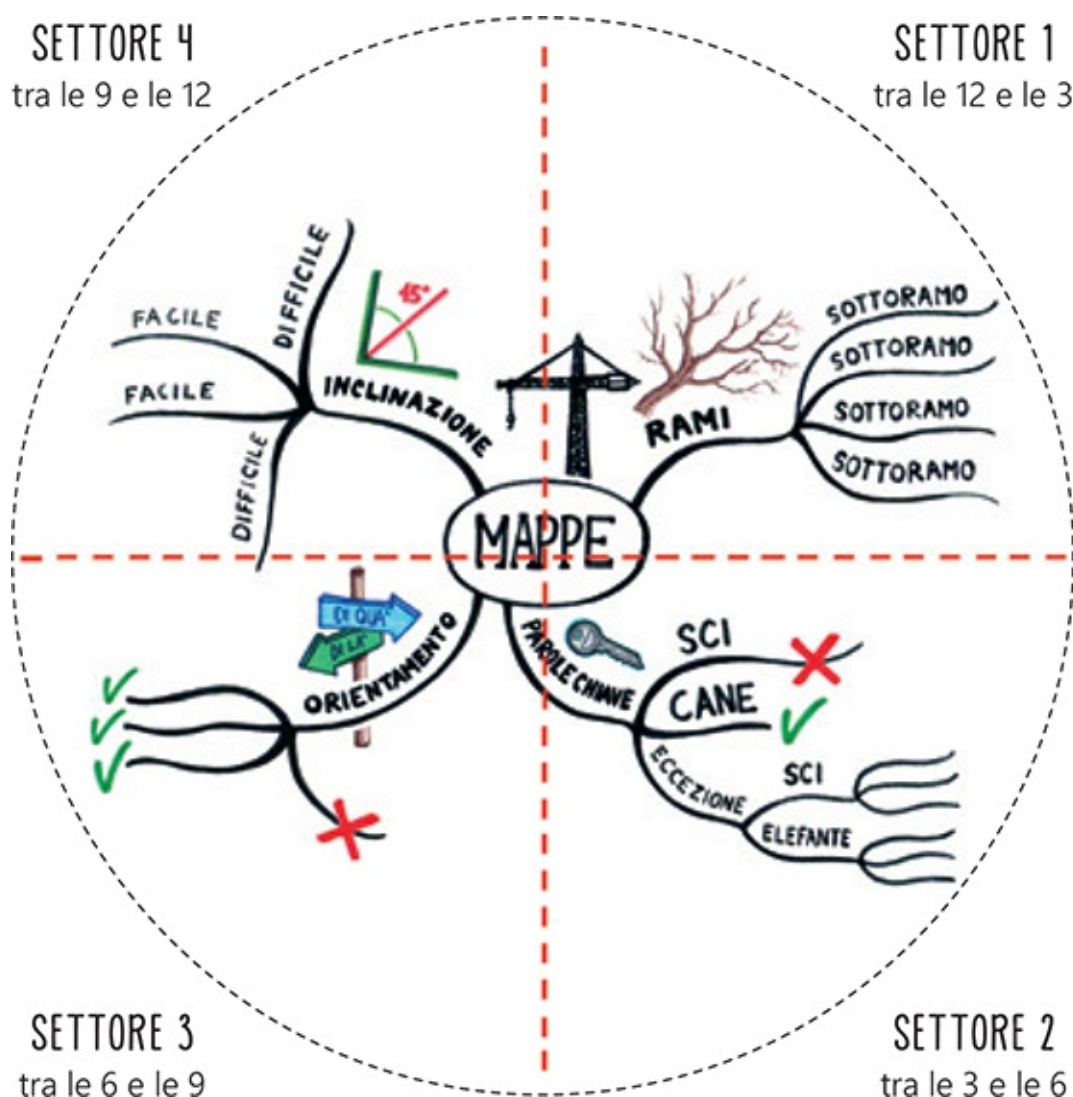 SETTORE 4
tra le 9 e le 12
SETTORE 1
tra le 12 e le 3
DIFFICILE
FACILE
FACILE
DIFFICILE
45°
INCLINAZIONE
RAMI
SOTTORAMO
SOTTORAMO
SOTTORAMO
SOTTORAMO
MAPPE
DI QUA'
DI LA'
ORIENTAMENTO
PAROLE CHIAVE
SCI
CANE
ECCEZIONE
SCI
ELEFANTE
SETTORE 3
tra le 6 e le 9
SETTORE 2
tra le 3 e le 6